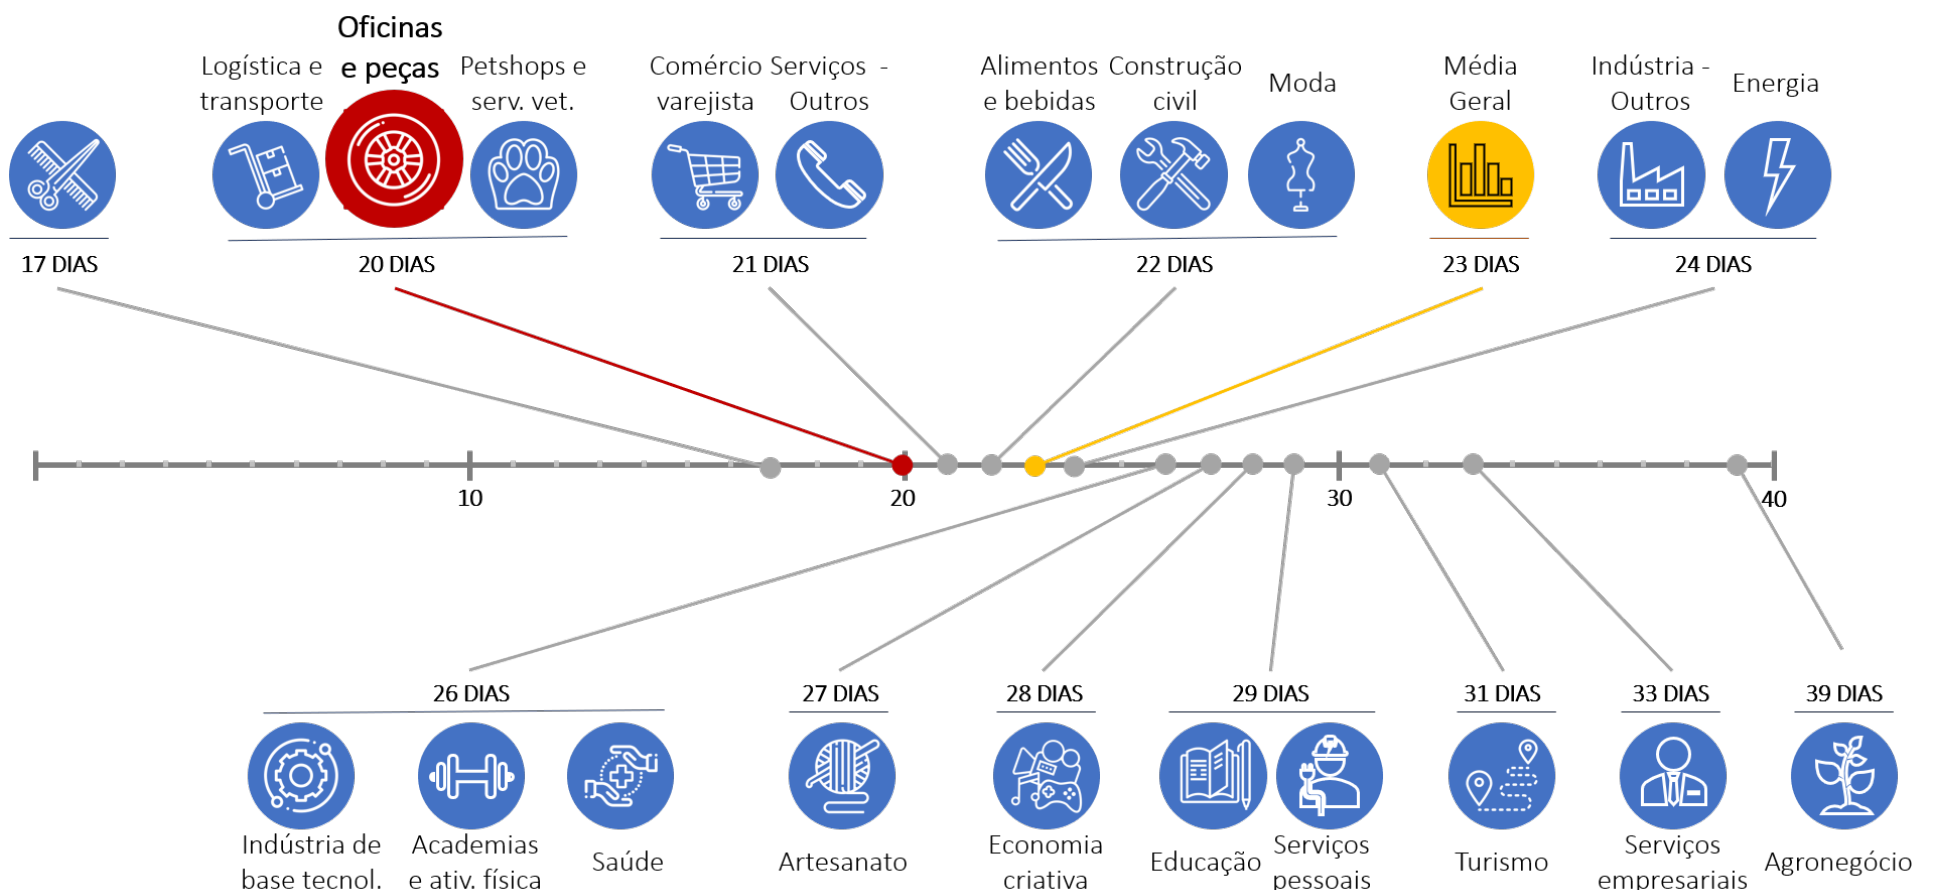 Oficinas
e peças
Logística e
transporte
Petshops e
serv. vet.
Comércio
varejista
Serviços -
Outros
Alimentos
e bebidas
Construção
civil
Moda
Média
Geral
Indústria -
Outros
Energia
17 DIAS
20 DIAS
21 DIAS
22 DIAS
23 DIAS
24 DIAS
10
20
30
40
26 DIAS
27 DIAS
28 DIAS
29 DIAS
31 DIAS
33 DIAS
39 DIAS
Indústria de
base tecnol.
Academias
e ativ. física
Saúde
Artesanato
Economia
criativa
Educação
Serviços
pessoais
Turismo
Serviços
empresariais
Agronegócio